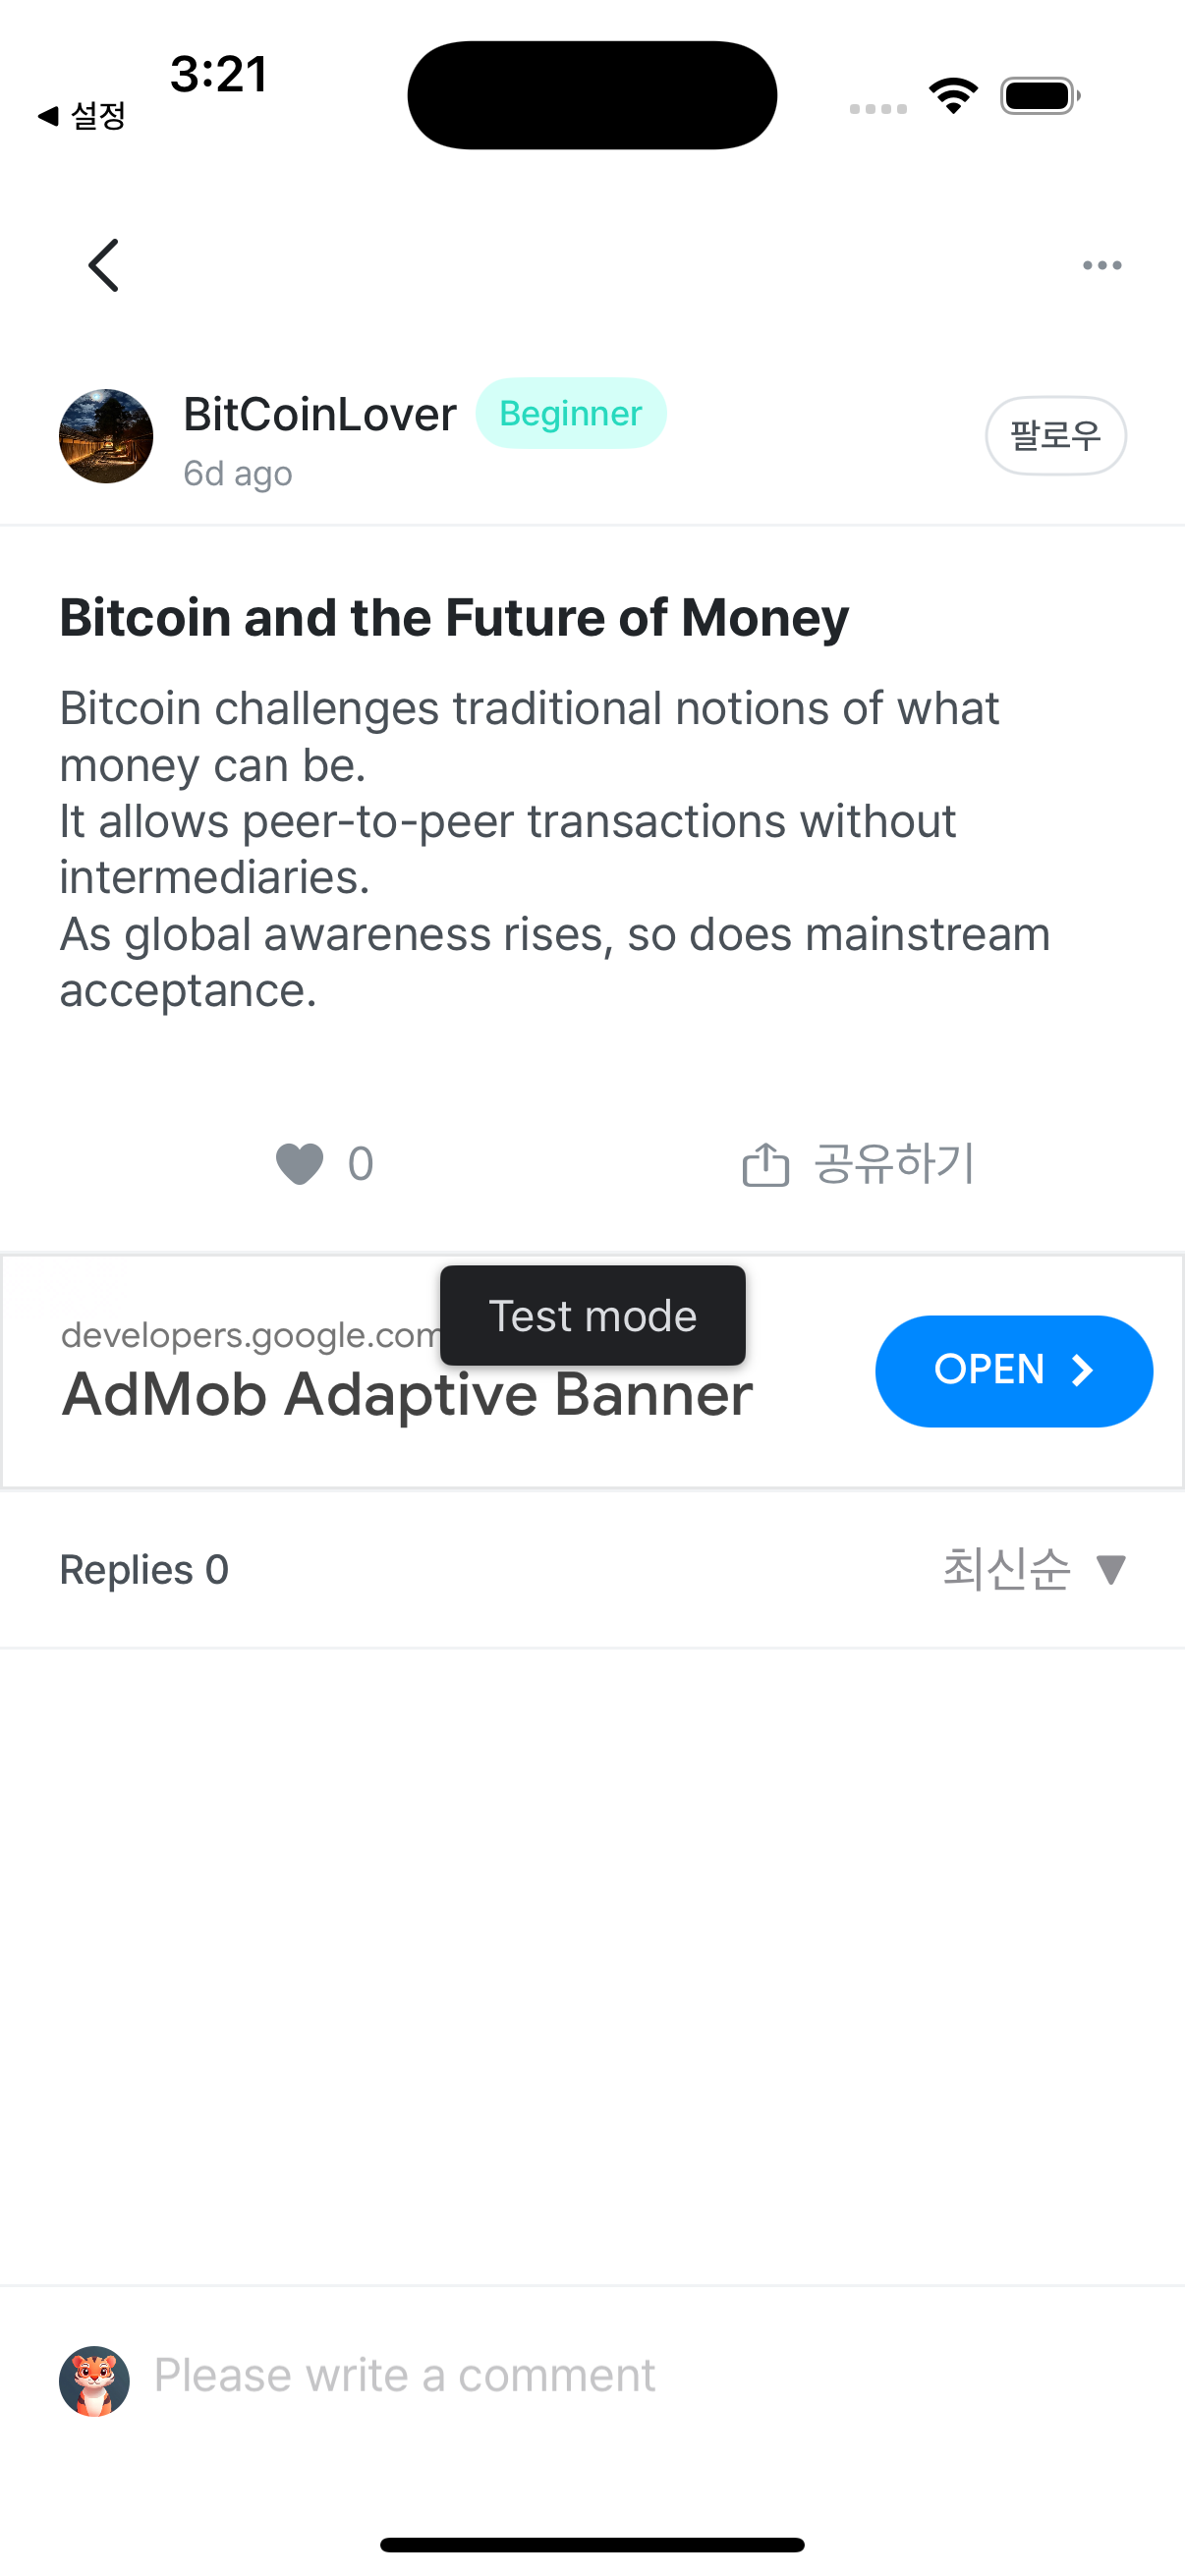 3:21
◀ 설정
BitCoinLover
Beginner
6d ago
팔로우
Bitcoin and the Future of Money
Bitcoin challenges traditional notions of what
money can be.
It allows peer-to-peer transactions without
intermediaries.
As global awareness rises, so does mainstream
acceptance.
0
공유하기
Test mode
developers.google.com
AdMob Adaptive Banner
OPEN
Replies 0
최신순 ▼
Please write a comment